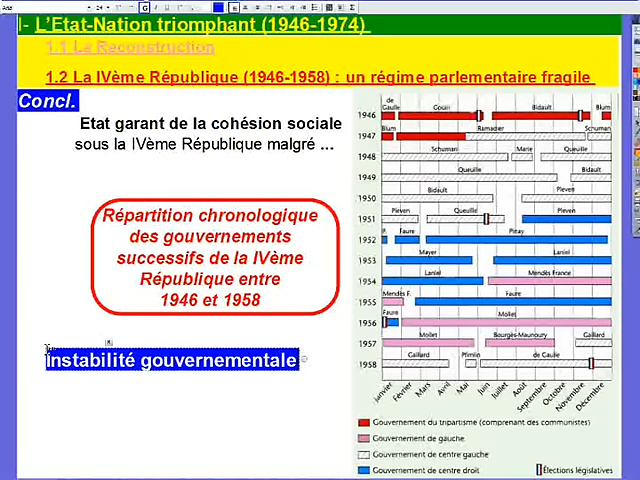 I- L'Etat-Nation triomphant (1946-1974)
1.1 La Reconstruction
1.2 La IVème République (1946-1958) : un régime parlementaire fragile
Concl.
Etat garant de la cohésion sociale
sous la IVème République malgré ...
Répartition chronologique
des gouvernements
successifs de la IVème
République entre
1946 et 1958
Instabilité gouvernementale
de Gaulle Gouin Bidault Blum
1946
Blum Ramadier Schuman
1947
Schuman Marie Queuille
1948
Queuille Bidault
1949
Bidault Pleven
1950
Pleven Queuille Pleven
1951
P. Faure Pinay
1952
Mayer Laniel
1953
Laniel Mendès France
1954
Mendès F. Faure
1955
Faure Mollet
1956
Mollet Bourgès-Maunoury Gaillard
1957
Gaillard Pflimlin de Gaulle
1958
Janvier Février Mars Avril Mai Juin Juillet Août Septembre Octobre Novembre Décembre
Gouvernement du tripartisme (comprenant des communistes)
Gouvernement de gauche
Gouvernement de centre gauche
Gouvernement de centre droit
Élections législatives